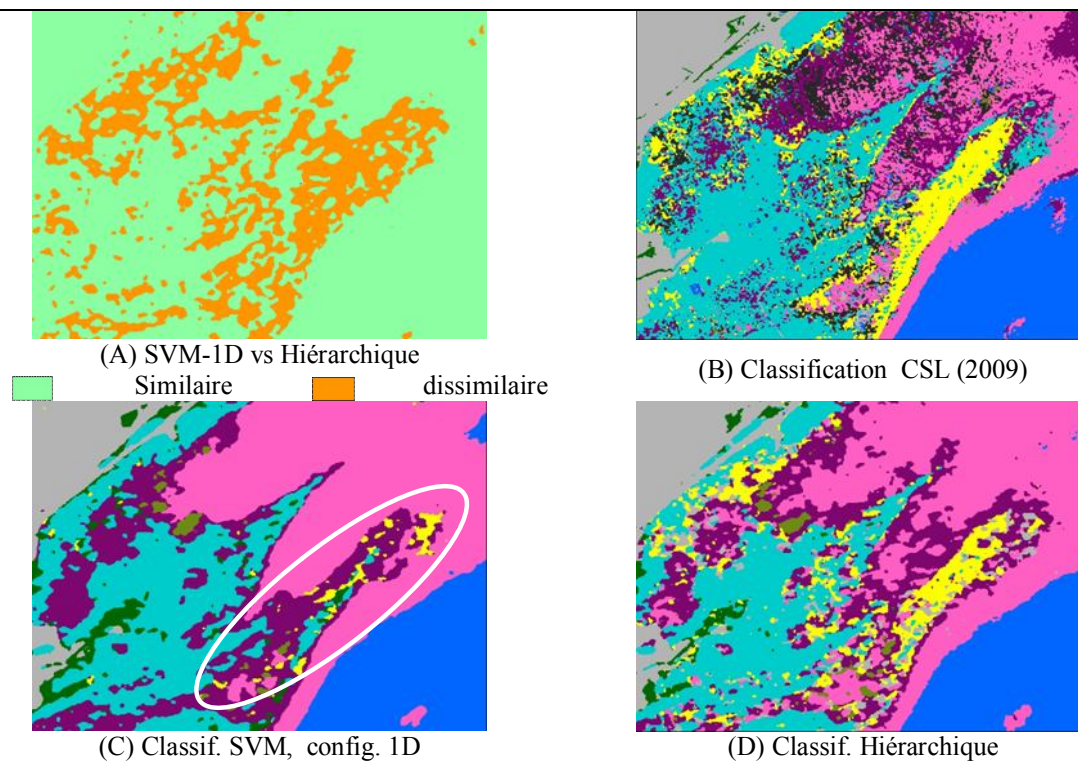 (A) SVM-1D vs Hiérarchique
(B) Classification CSL (2009)
Similaire dissimilaire
(C) Classif. SVM, config. 1D
(D) Classif. Hiérarchique